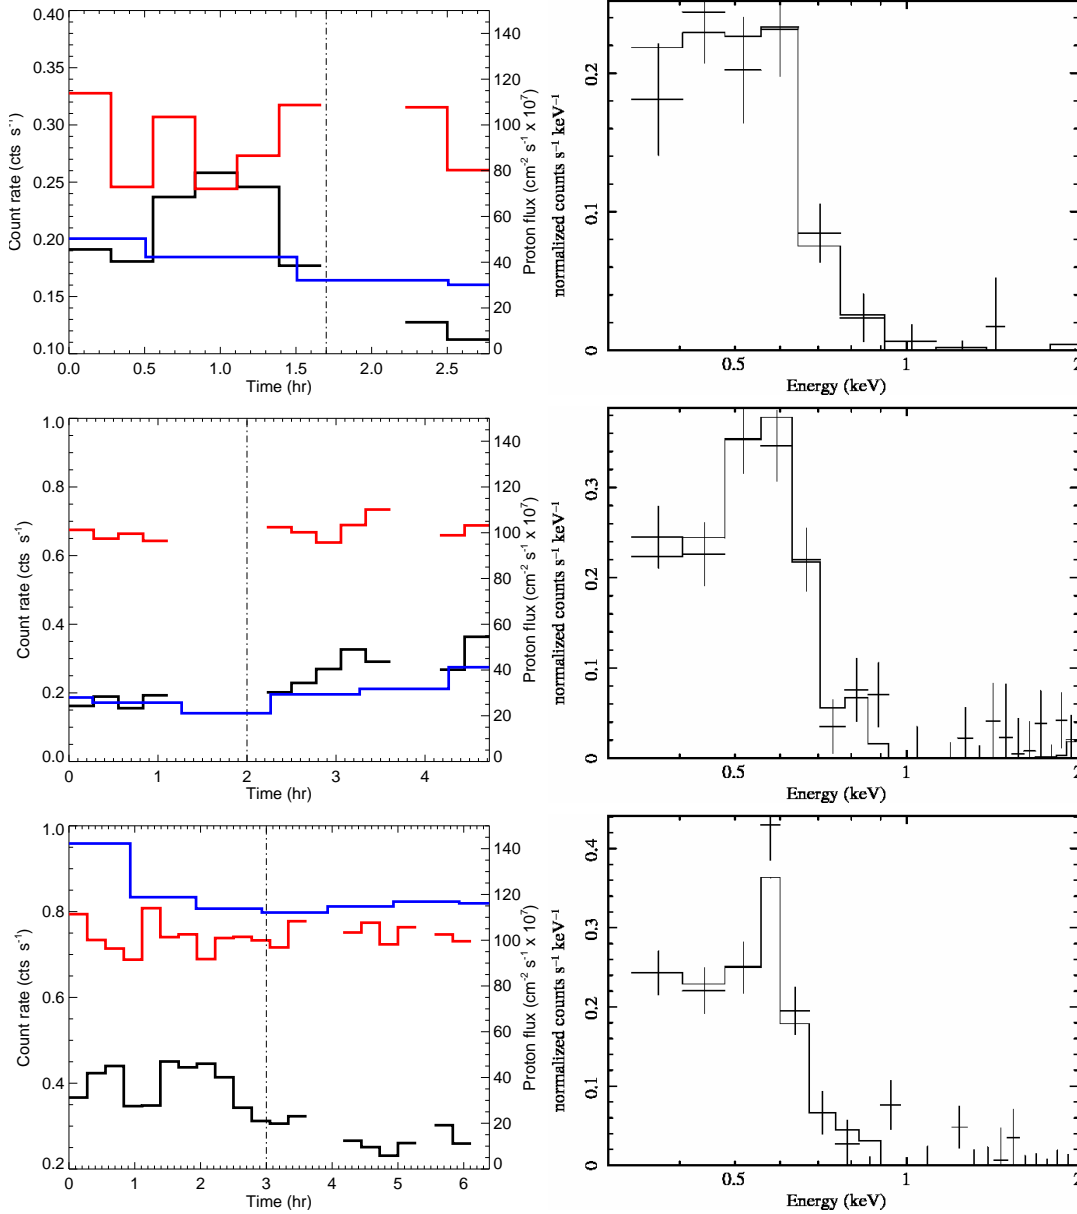 0.40
0.35
0.30
0.25
0.20
0.15
0.10
Count rate (cts s⁻¹)
140
120
100
80
60
40
20
0
Proton flux (cm⁻² s⁻¹ x 10⁷)
0.0 0.5 1.0 1.5 2.0 2.5
Time (hr)
normalized counts s⁻¹ keV⁻¹
0 0.1 0.2
0.5 1 2
Energy (keV)
1.0
0.8
0.6
0.4
0.2
0.0
Count rate (cts s⁻¹)
140
120
100
80
60
40
20
0
Proton flux (cm⁻² s⁻¹ x 10⁷)
0 1 2 3 4
Time (hr)
normalized counts s⁻¹ keV⁻¹
0 0.1 0.2 0.3
0.5 1 2
Energy (keV)
1.0
0.8
0.6
0.4
0.2
Count rate (cts s⁻¹)
140
120
100
80
60
40
20
0
Proton flux (cm⁻² s⁻¹ x 10⁷)
0 1 2 3 4 5 6
Time (hr)
normalized counts s⁻¹ keV⁻¹
0 0.1 0.2 0.3 0.4
0.5 1 2
Energy (keV)